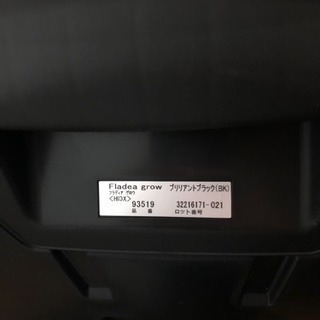 Fladea grow ブリリアントブラック(BK)
フラディア グロウ
<HIDX>
93519 32216171-021
品番 ロット番号